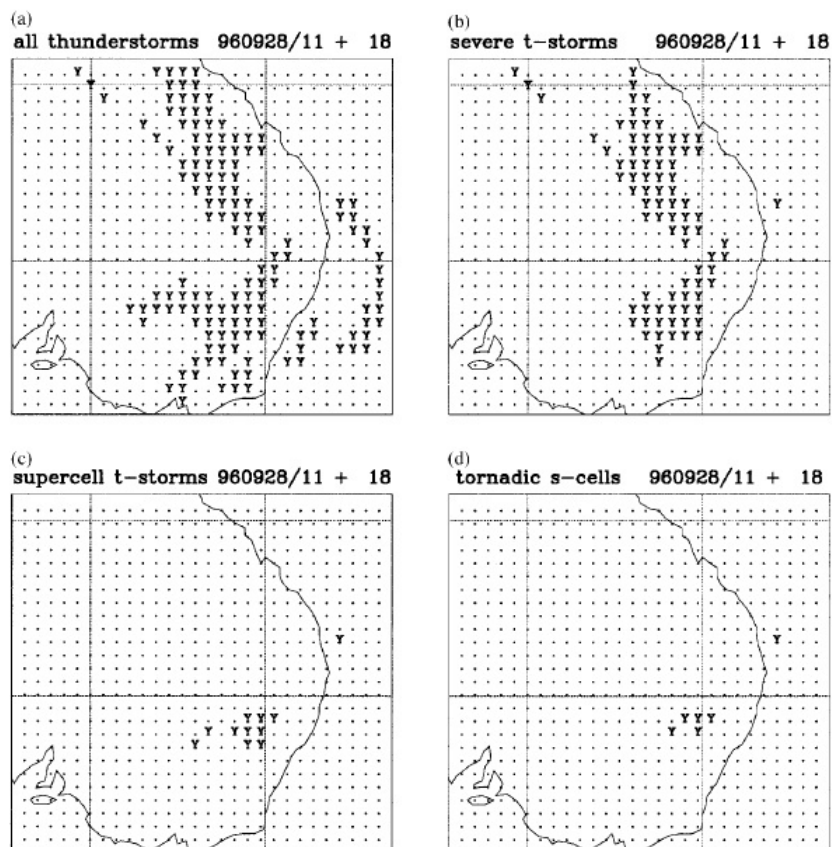 (a)
all thunderstorms 960928/11 + 18
(b)
severe t-storms 960928/11 + 18
(c)
supercell t-storms 960928/11 + 18
(d)
tornadic s-cells 960928/11 + 18